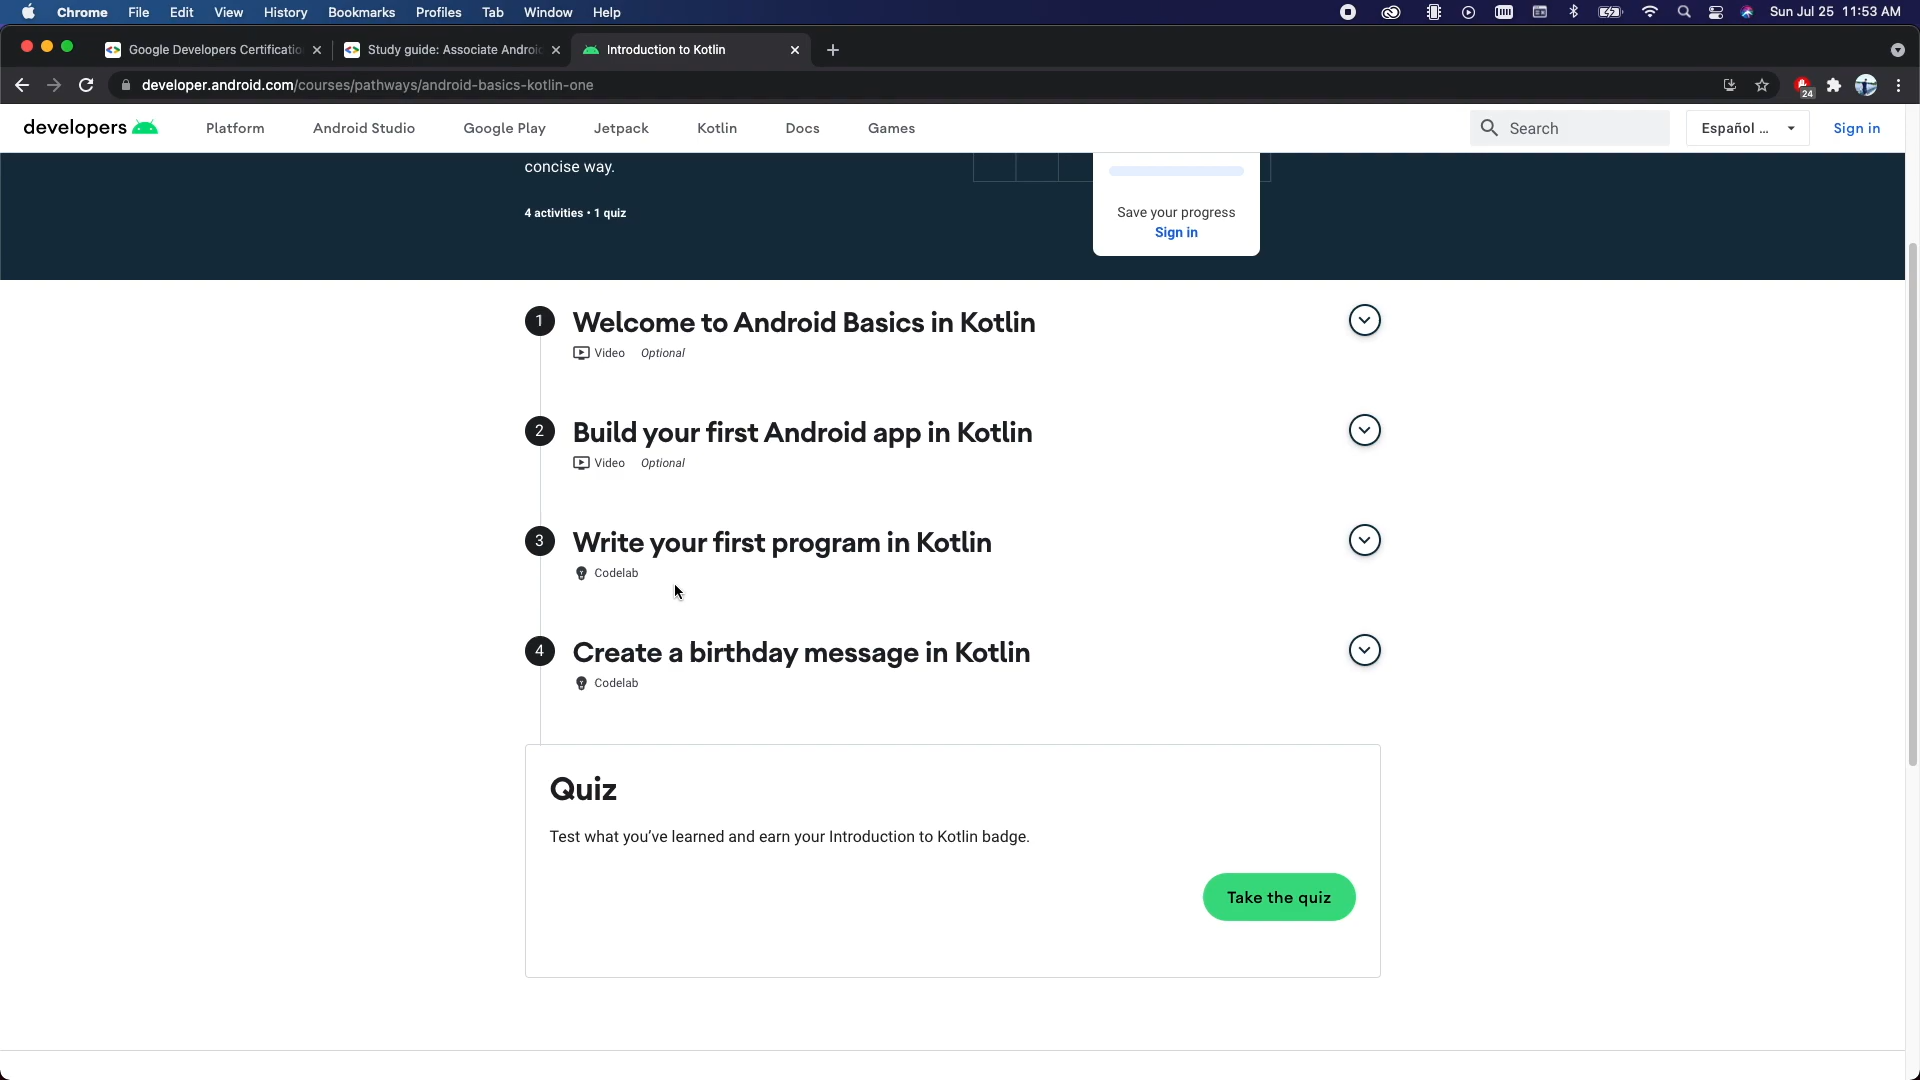 Chrome File Edit View History Bookmarks Profiles Tab Window Help Sun Jul 25 11:53 AM
Google Developers Certificatio Study guide: Associate Androi Introduction to Kotlin
developer.android.com/courses/pathways/android-basics-kotlin-one
24
developers Platform Android Studio Google Play Jetpack Kotlin Docs Games Search Español ... Sign in
concise way.
4 activities • 1 quiz
Save your progress
Sign in
1 Welcome to Android Basics in Kotlin
Video Optional
2 Build your first Android app in Kotlin
Video Optional
3 Write your first program in Kotlin
Codelab
4 Create a birthday message in Kotlin
Codelab
Quiz
Test what you’ve learned and earn your Introduction to Kotlin badge.
Take the quiz